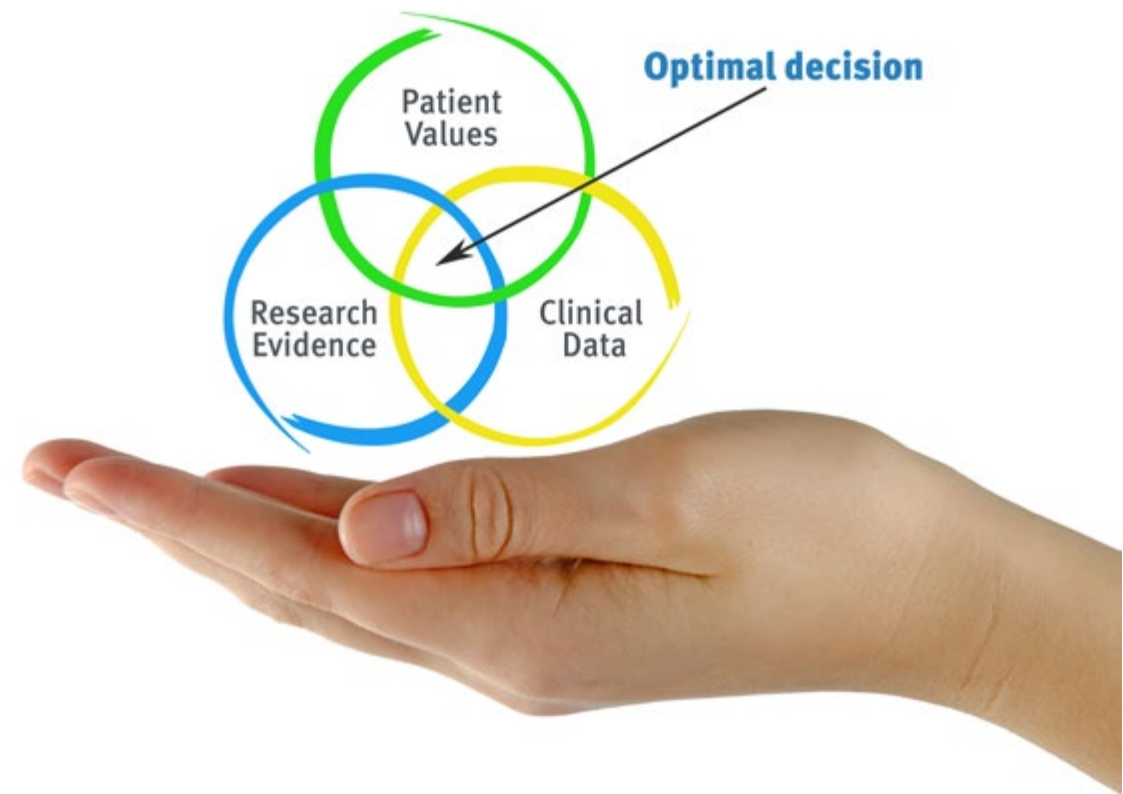 Optimal decision
Patient
Values
Research
Evidence
Clinical
Data